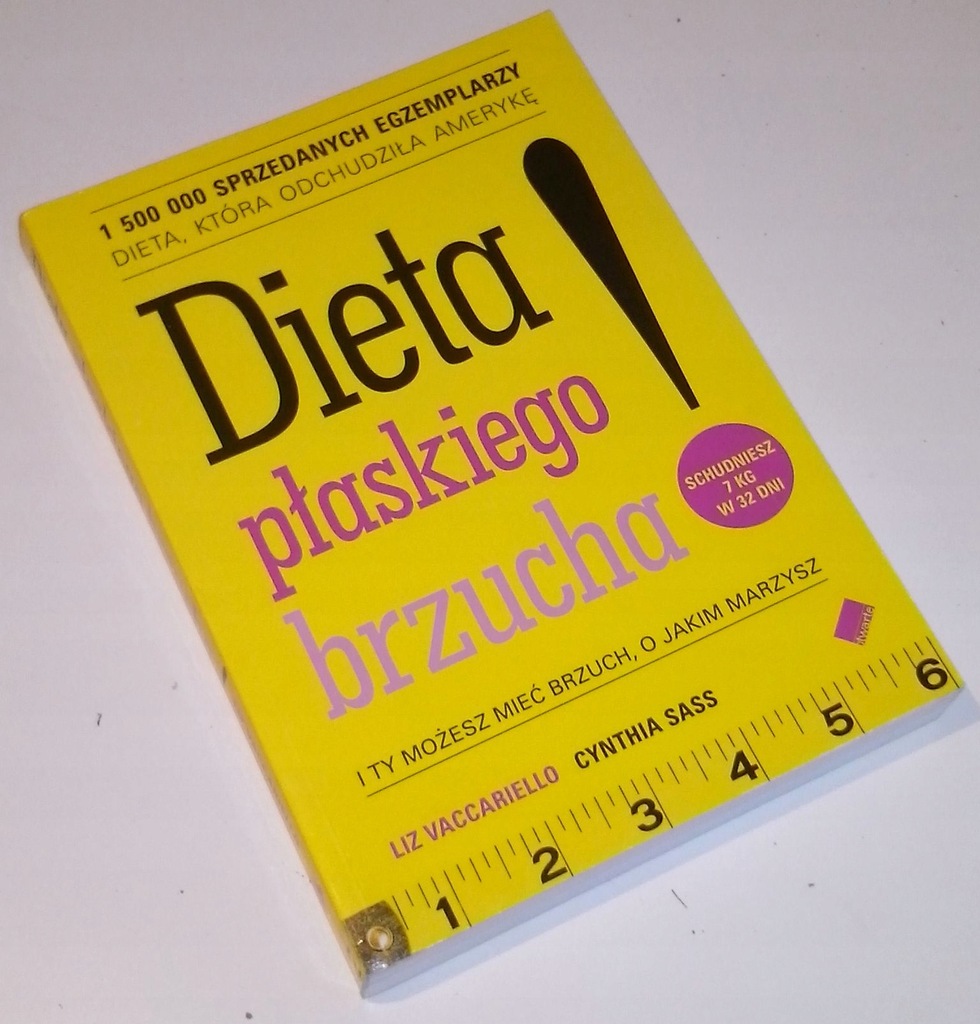 1 500 000 SPRZEDANYCH EGZEMPLARZY
DIETA, KTÓRA ODCHUDZIŁA AMERYKĘ
Dieta!
płaskiego
brzucha
SCHUDNIESZ
7 KG
W 32 DNI
I TY MOŻESZ MIEĆ BRZUCH, O JAKIM MARZYSZ
LIZ VACCARIELLO CYNTHIA SASS
1 2 3 4 5 6